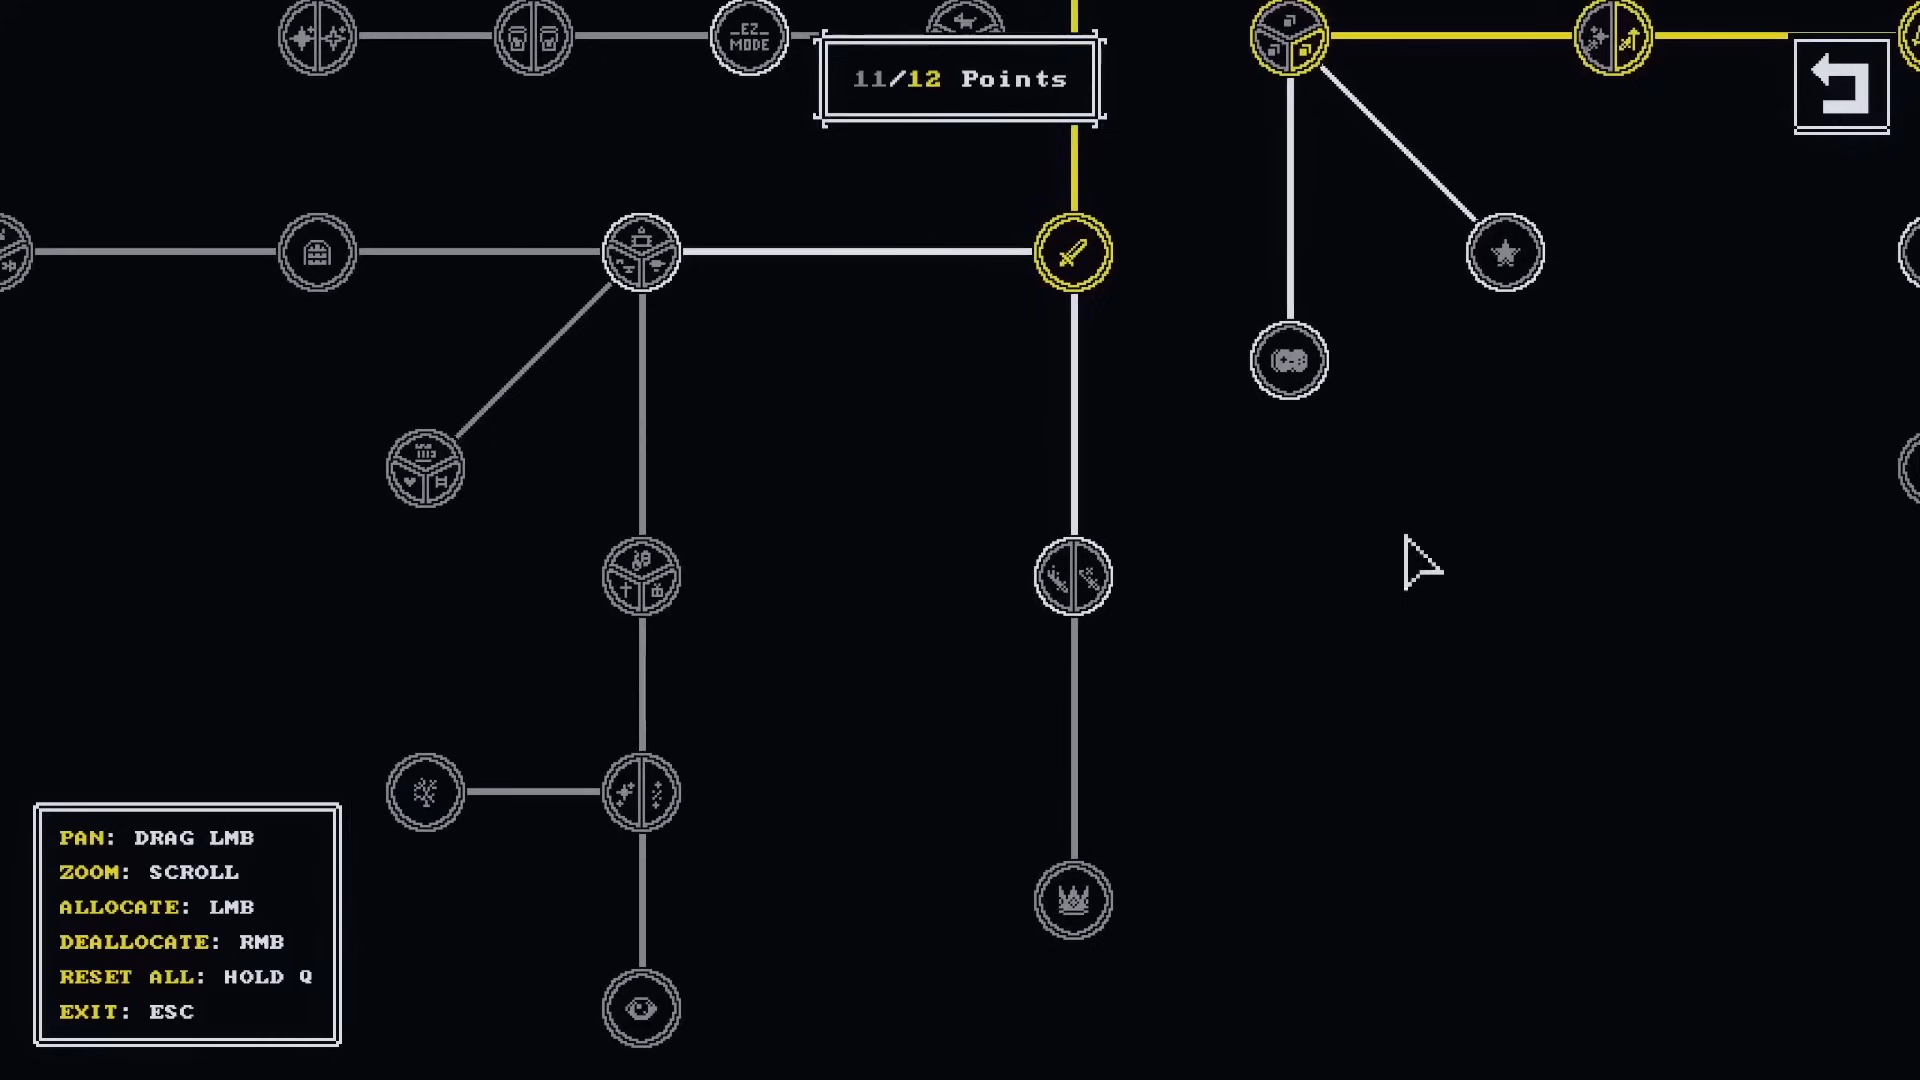 EZ
MODE
11/12 Points
PAN: DRAG LMB
ZOOM: SCROLL
ALLOCATE: LMB
DEALLOCATE: RMB
RESET ALL: HOLD Q
EXIT: ESC